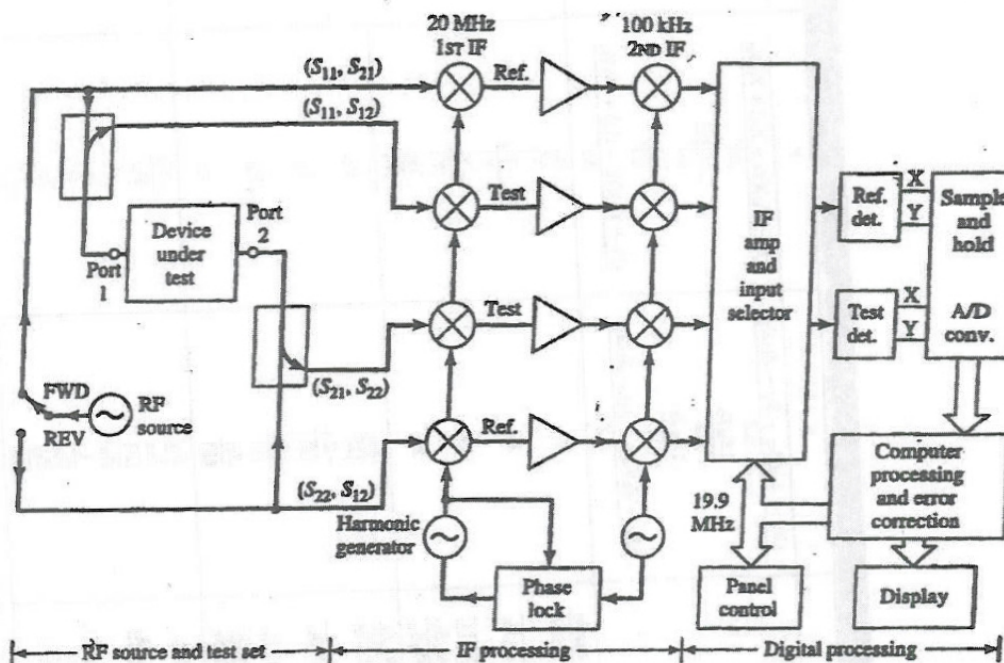 20 MHz
1ST IF
100 kHz
2ND IF
(S11, S21)
Ref.
(S11, S12)
Test
Port
2
Device
under
test
Port
1
Test
(S21, S22)
FWD
REV
RF
source
Ref.
(S22, S12)
Harmonic
generator
Phase
lock
IF
amp
and
input
selector
Ref.
det.
X
Y
Sample
and
hold
Test
det.
X
Y
A/D
conv.
19.9
MHz
Computer
processing
and error
correction
Panel
control
Display
RF source and test set
IF processing
Digital processing